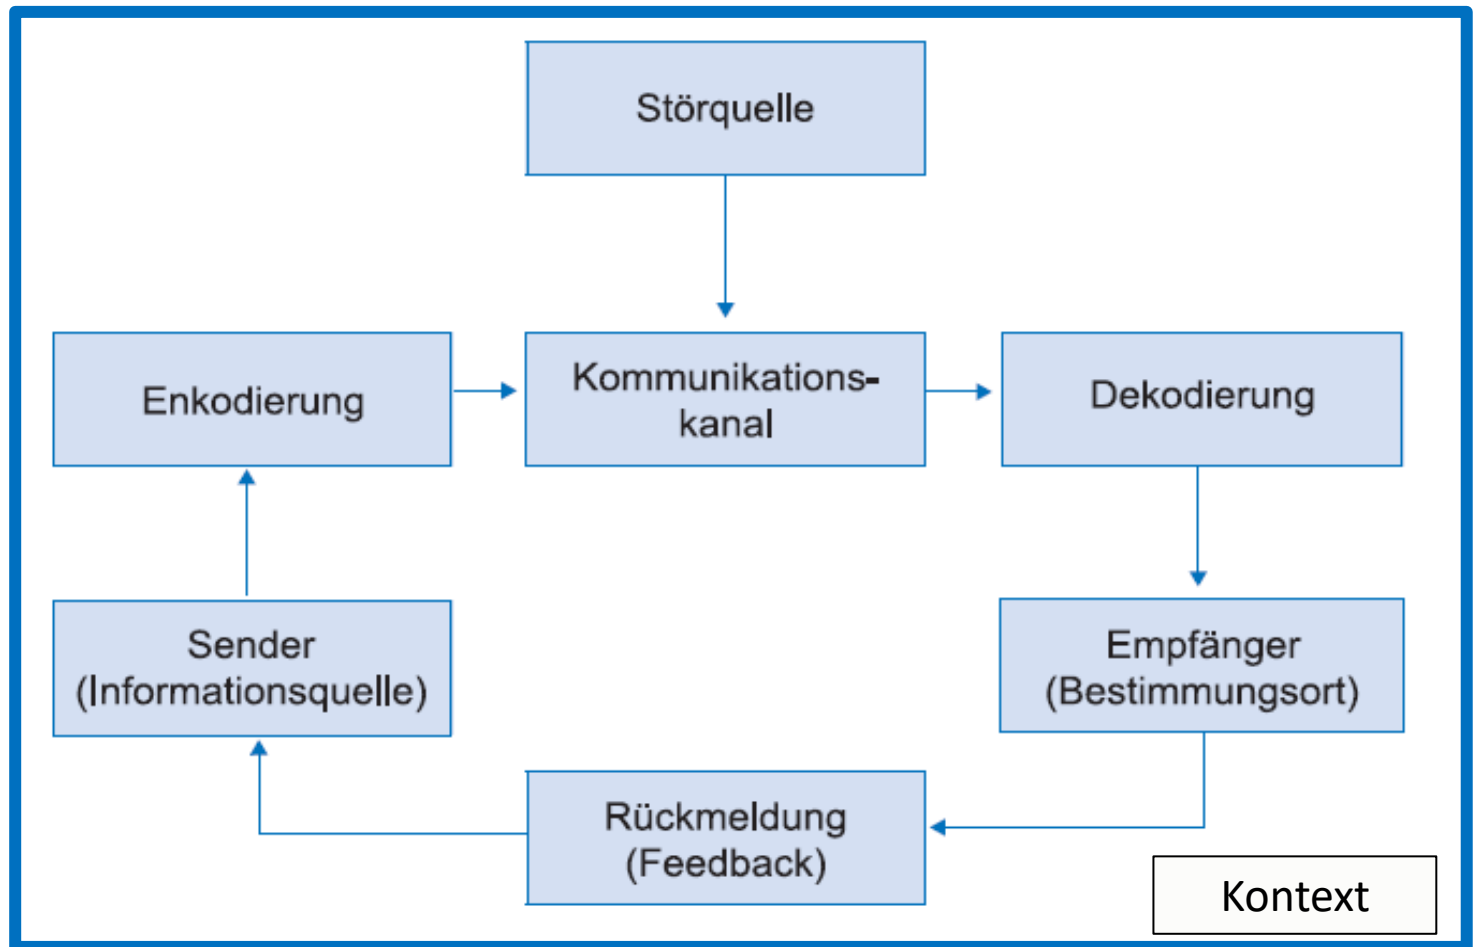 Störquelle
Enkodierung
Kommunikations-
kanal
Dekodierung
Sender
(Informationsquelle)
Empfänger
(Bestimmungsort)
Rückmeldung
(Feedback)
Kontext